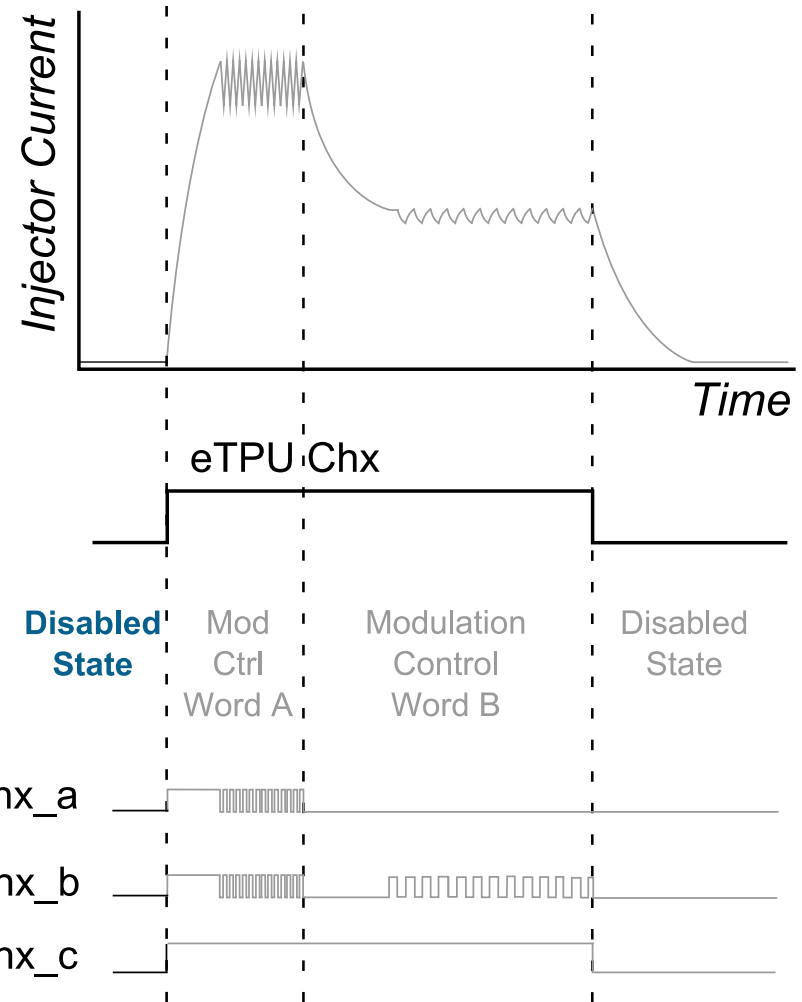 Injector Current
Time
eTPU Chx
Disabled
State
Mod
Ctrl
Word A
Modulation
Control
Word B
Disabled
State
hx_a
hx_b
hx_c